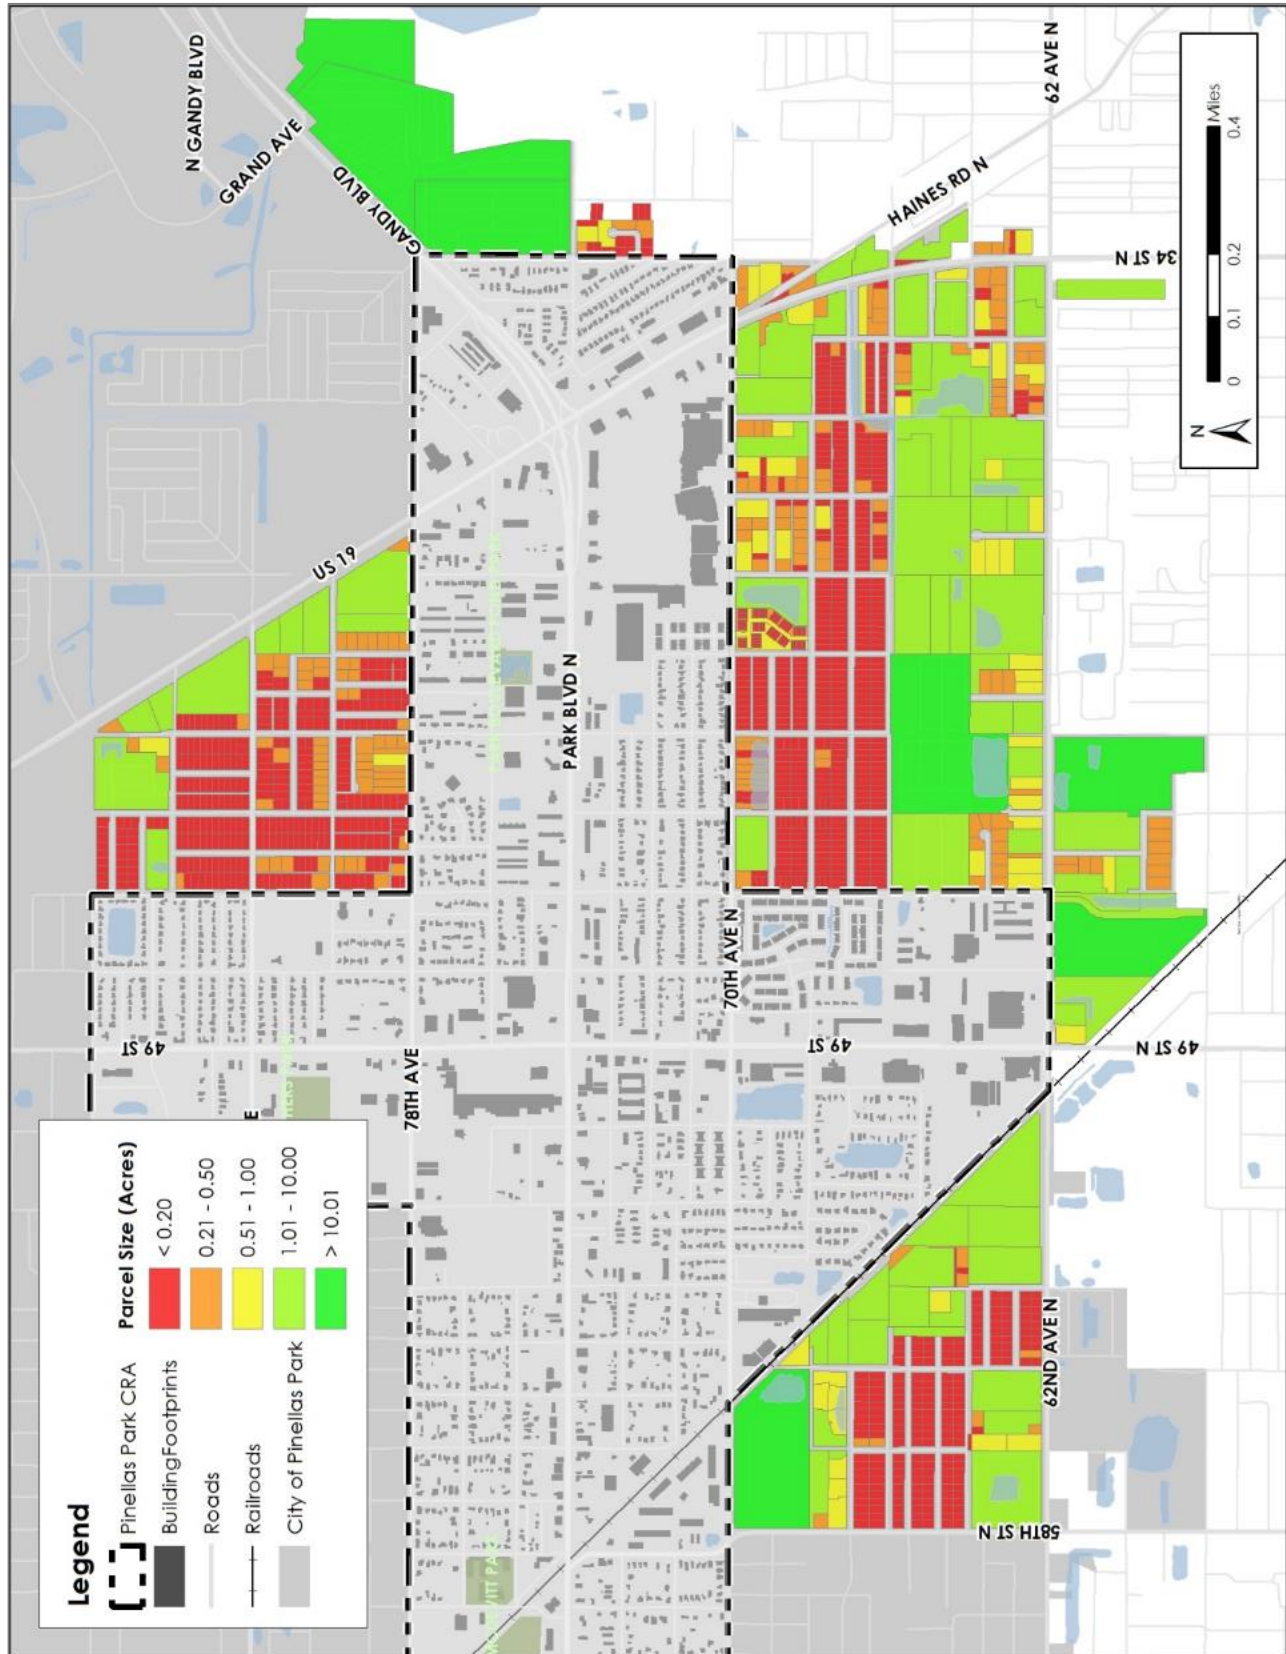 Legend
Pinellas Park CRA
BuildingFootprints
Roads
Railroads
City of Pinellas Park
Parcel Size (Acres)
< 0.20
0.21 - 0.50
0.51 - 1.00
1.01 - 10.00
> 10.01
N GANDY BLVD
GRAND AVE
GANDY BLVD
US 19
49 ST
E
78TH AVE
PARK BLVD N
70TH AVE N
49 ST
49 ST N
62ND AVE N
58TH ST N
HAINES RD N
34 ST N
62 AVE N
N
0
0.1
0.2
0.4
Miles